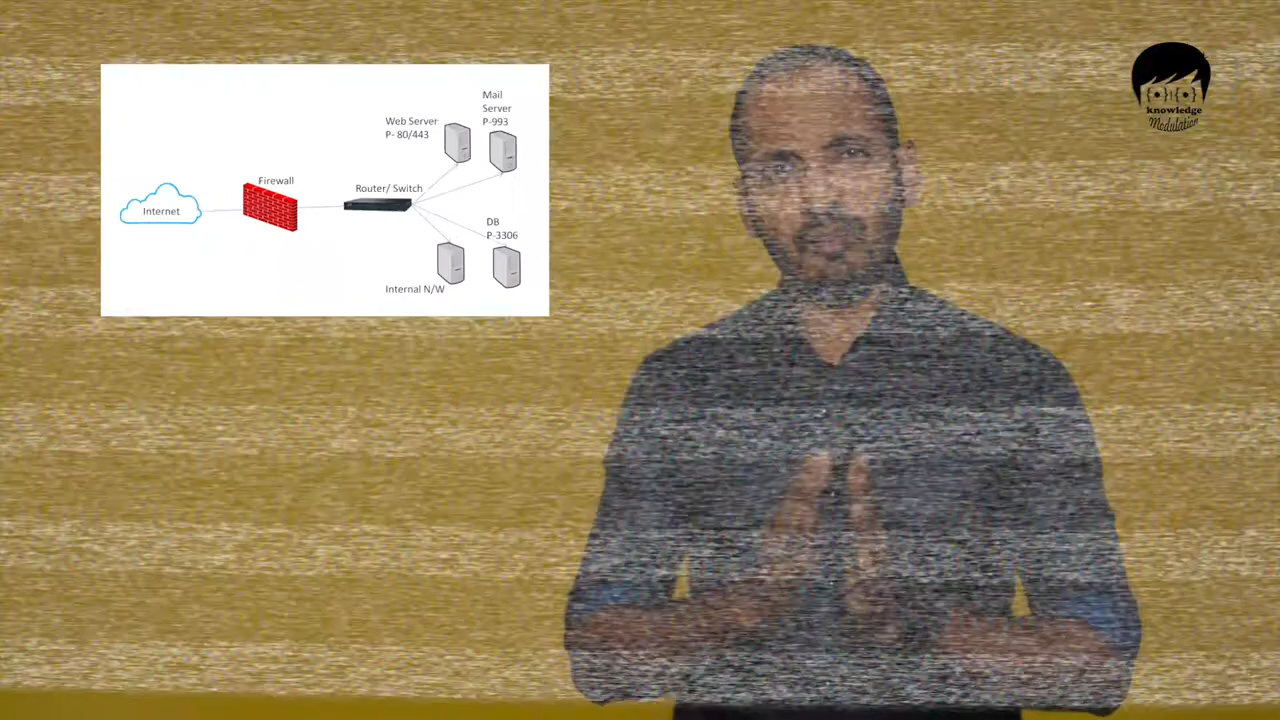 Mail
Server
P-993
Web Server
P- 80/443
Firewall
Router/ Switch
Internet
DB
P-3306
Internal N/W
{•|•}
knowledge
Modulation